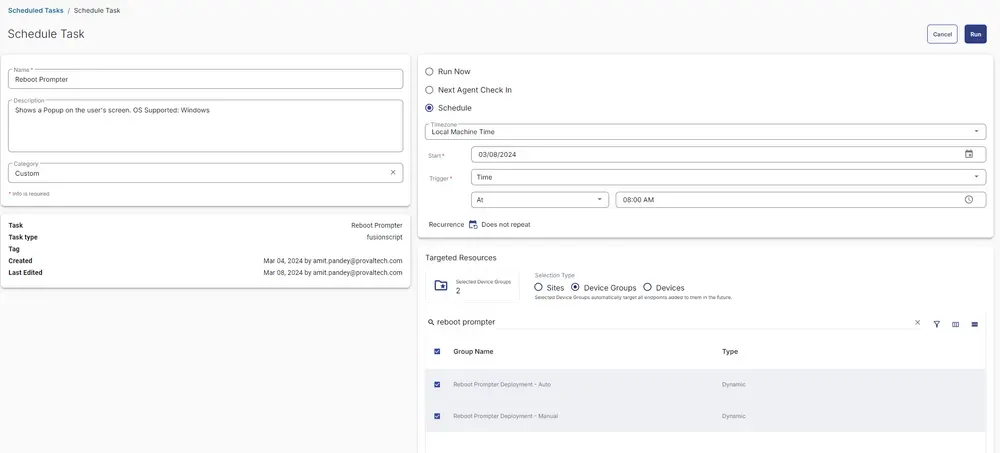 Scheduled Tasks / Schedule Task
Schedule Task
Cancel
Run
Name *
Reboot Prompter
Description
Shows a Popup on the user's screen. OS Supported: Windows
Category
Custom
* Info is required
Task Reboot Prompter
Task type fusionscript
Tag
Created Mar 04, 2024 by amit.pandey@provaltech.com
Last Edited Mar 08, 2024 by amit.pandey@provaltech.com
Run Now
Next Agent Check In
Schedule
Timezone
Local Machine Time
Start * 03/08/2024
Trigger * Time
At 08:00 AM
Recurrence Does not repeat
Targeted Resources
Selected Device Groups
2
Selection Type
Sites Device Groups Devices
Selected Device Groups automatically target all endpoints added to them in the future.
reboot prompter
Group Name Type
Reboot Prompter Deployment - Auto Dynamic
Reboot Prompter Deployment - Manual Dynamic